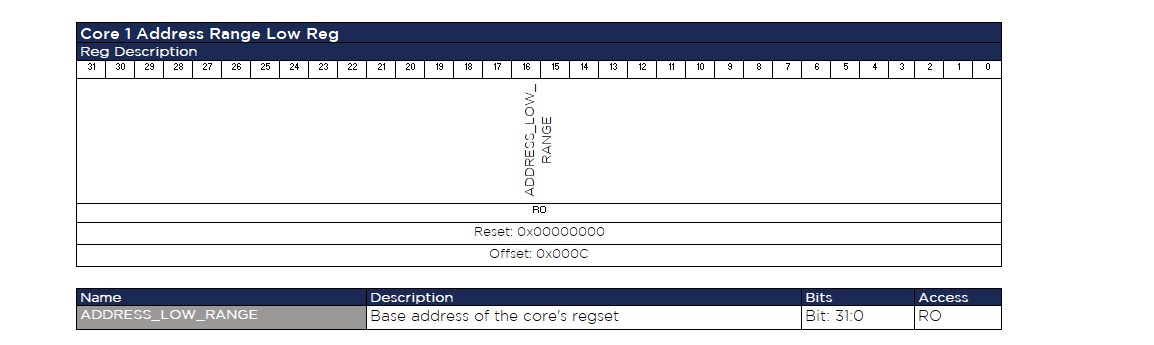 Core 1 Address Range Low Reg
Reg Description
31 30 29 28 27 26 25 24 23 22 21 20 19 18 17 16 15 14 13 12 11 10 9 8 7 6 5 4 3 2 1 0
ADDRESS_LOW_
RANGE
RO
Reset: 0x00000000
Offset: 0x000C
Name Description Bits Access
ADDRESS_LOW_RANGE Base address of the core's regset Bit: 31:0 RO